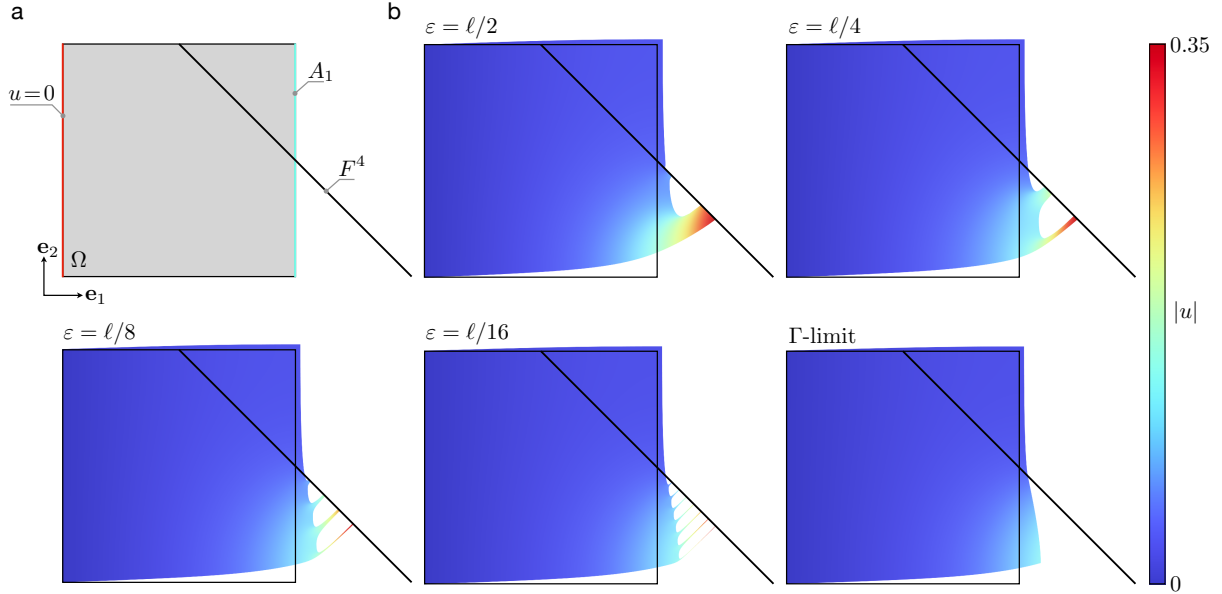 a
b
u=0
A₁
F⁴
e₂
Ω
e₁
ε = ℓ/2
ε = ℓ/4
0.35
|u|
0
ε = ℓ/8
ε = ℓ/16
Γ-limit